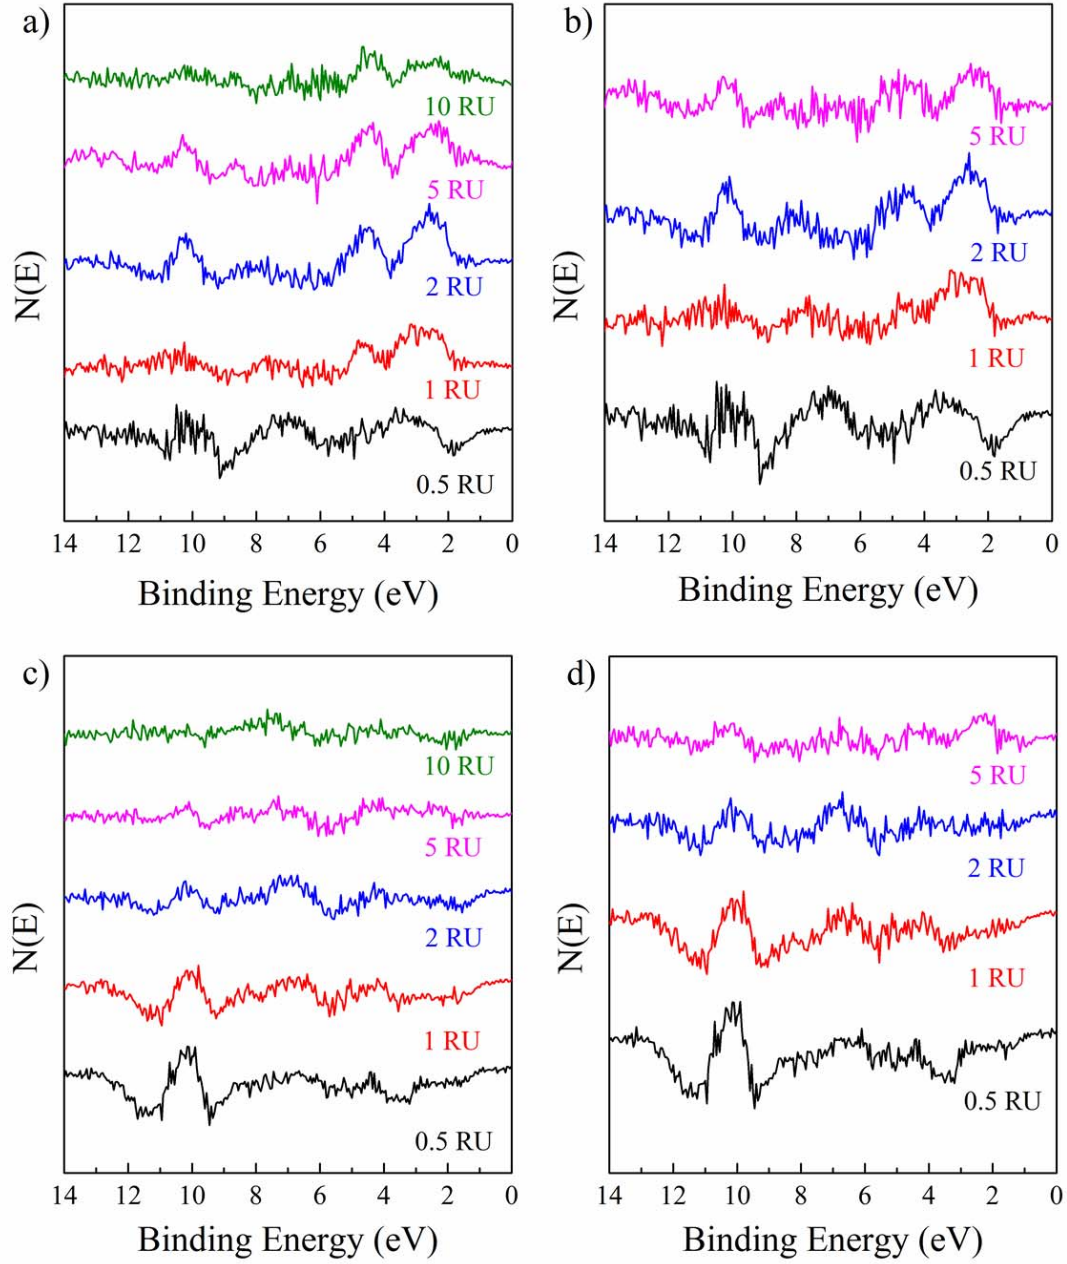 a)
10 RU
5 RU
2 RU
1 RU
0.5 RU
N(E)
14 12 10 8 6 4 2 0
Binding Energy (eV)
b)
5 RU
2 RU
1 RU
0.5 RU
N(E)
14 12 10 8 6 4 2 0
Binding Energy (eV)
c)
10 RU
5 RU
2 RU
1 RU
0.5 RU
N(E)
14 12 10 8 6 4 2 0
Binding Energy (eV)
d)
5 RU
2 RU
1 RU
0.5 RU
N(E)
14 12 10 8 6 4 2 0
Binding Energy (eV)